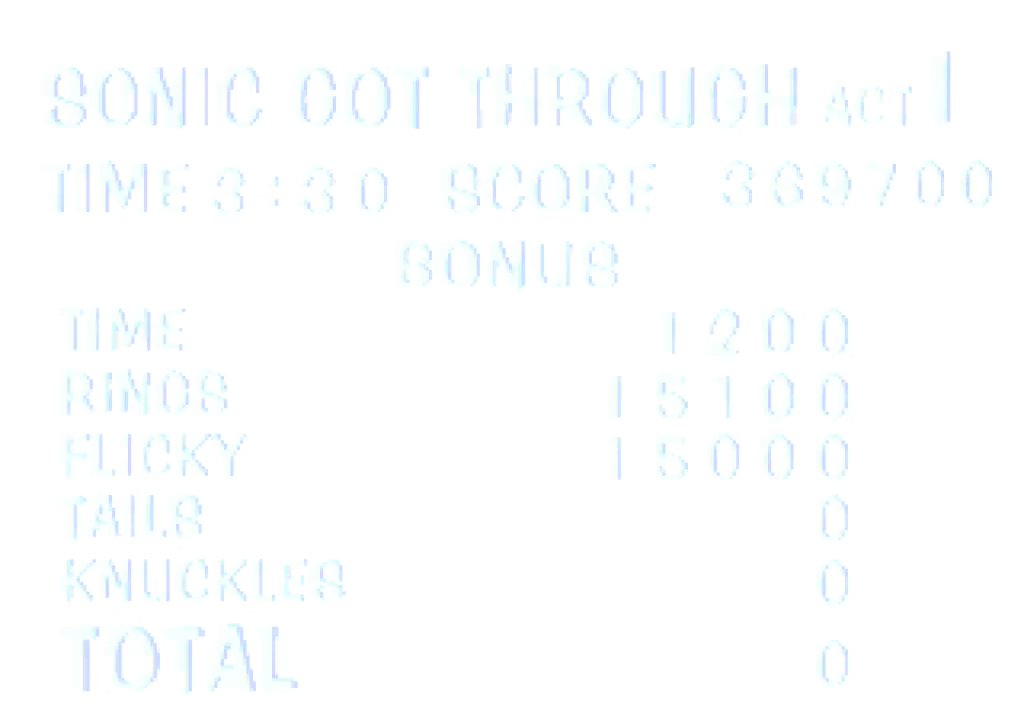 SONIC GOT THROUGH ACT 1
TIME 3:30 SCORE 369700
BONUS
TIME 1200
RINGS 15100
FLICKY 15000
TAILS 0
KNUCKLES 0
TOTAL 0